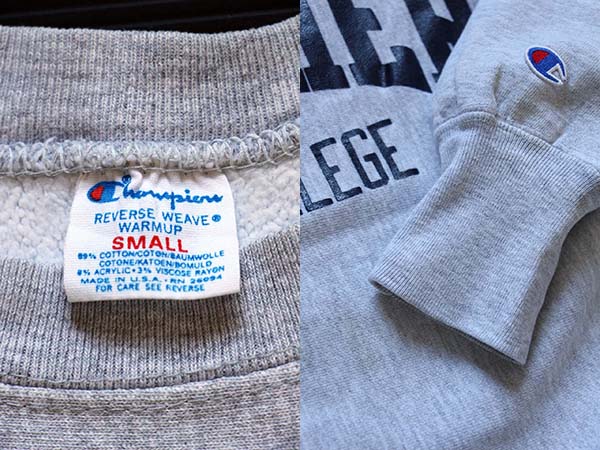 Champion
REVERSE WEAVE®
WARMUP
SMALL
89% COTTON/COTON/BAUMWOLLE
COTONE/KATOEN/BOMULD
8% ACRYLIC • 3% VISCOSE RAYON
MADE IN U.S.A. · RN 26094
FOR CARE SEE REVERSE
LLEGE